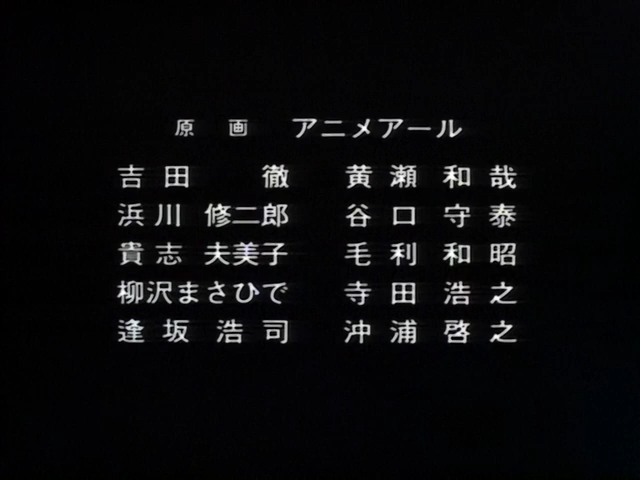 原画 アニメアール
吉田 徹 黄瀬和哉
浜川修二郎 谷口守泰
貴志夫美子 毛利和昭
柳沢まさひで 寺田浩之
逢坂浩司 沖浦啓之